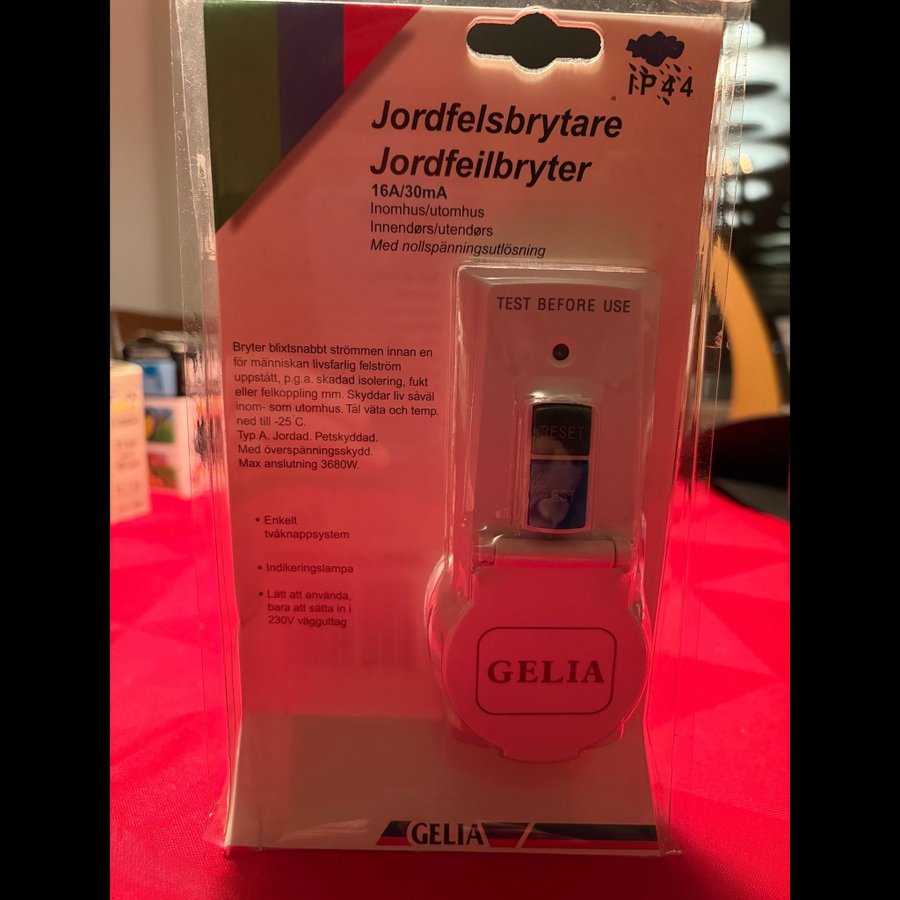 IP44
Jordfelsbrytare
Jordfeilbryter
16A/30mA
Inomhus/utomhus
Innendørs/utendørs
Med nollspänningsutlösning
TEST BEFORE USE
Bryter blixtsnabbt strömmen innan en
för människan livsfarlig felström
uppstått, p.g.a. skadad isolering, fukt
eller felkoppling mm. Skyddar liv såväl
inom- som utomhus. Tål väta och temp.
ned till -25°C.
Typ A. Jordad. Petskyddad.
Med överspänningsskydd.
Max anslutning 3680W.
RESET
TEST
• Enkelt
tvåknappsystem
• Indikeringslampa
• Lätt att använda,
bara att sätta in i
230V vägguttag
GELIA
GELIA